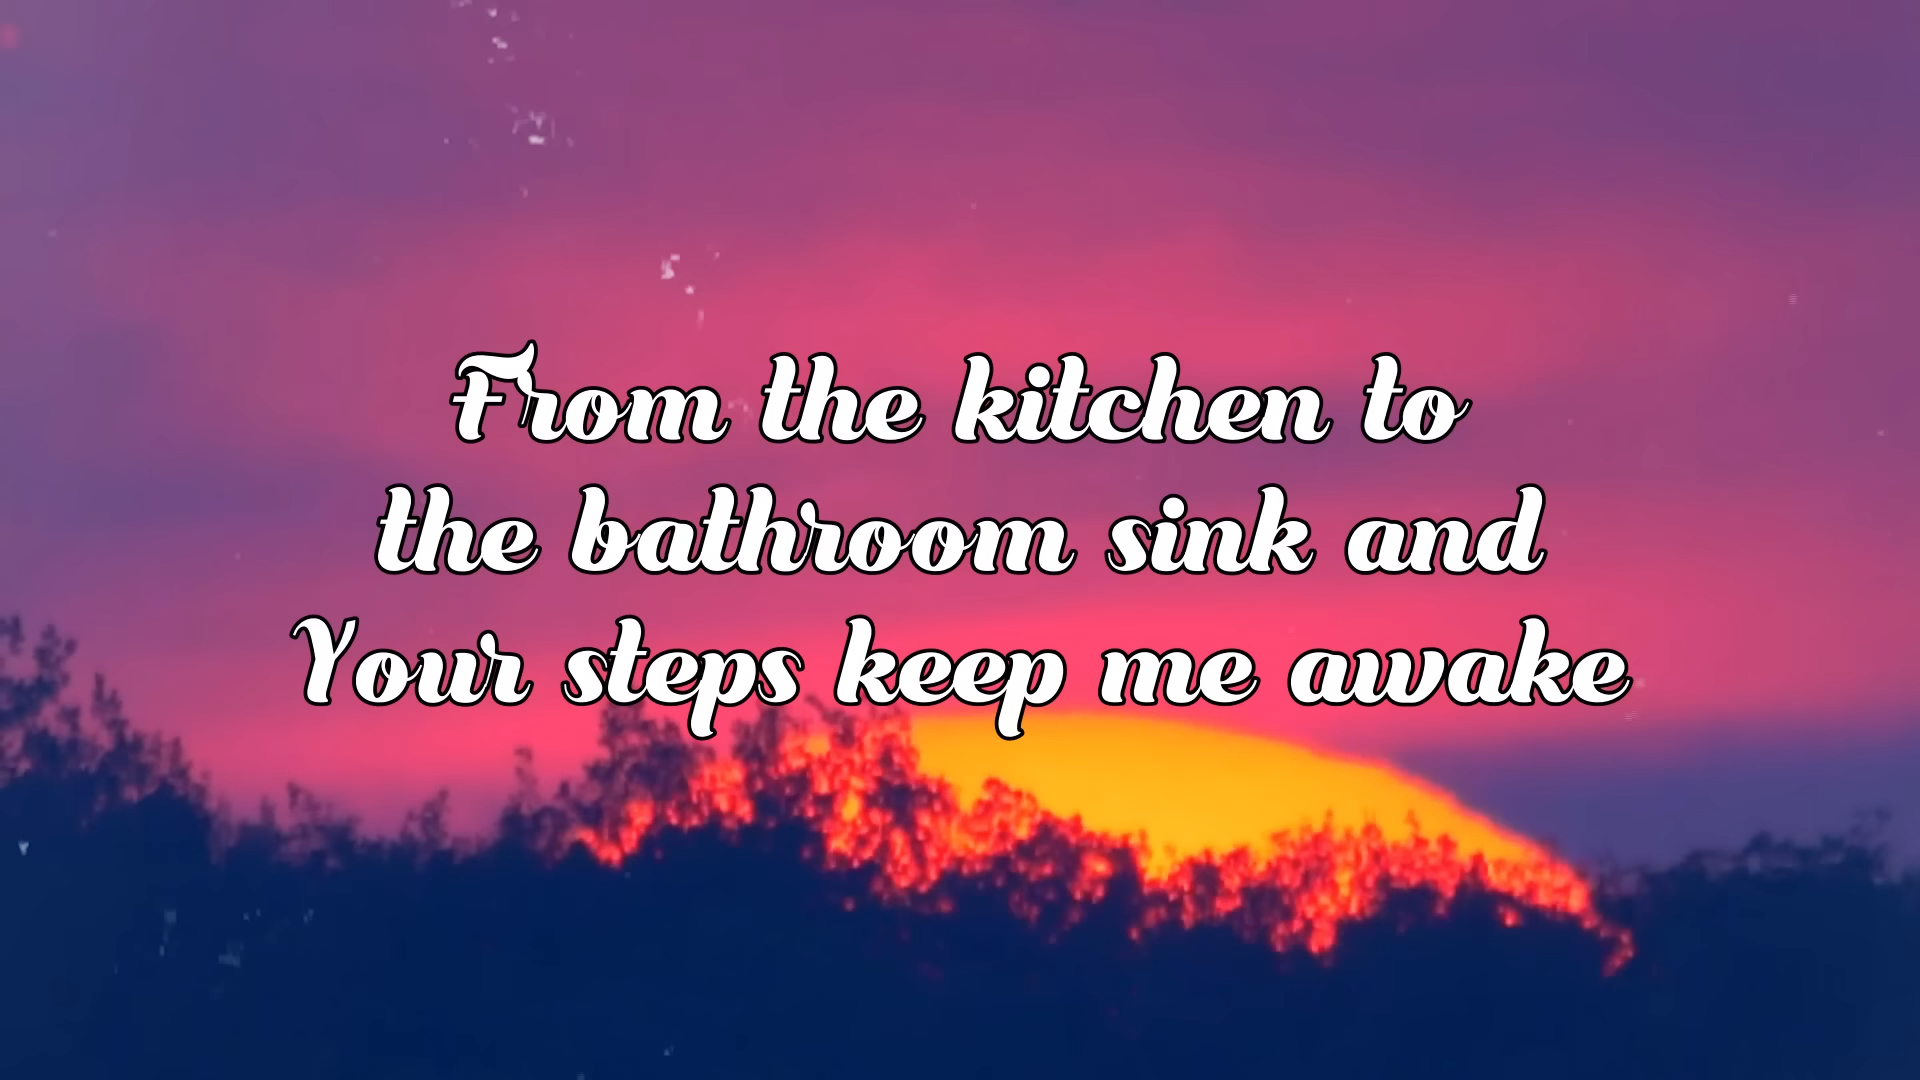 From the kitchen to
the bathroom sink and
Your steps keep me awake